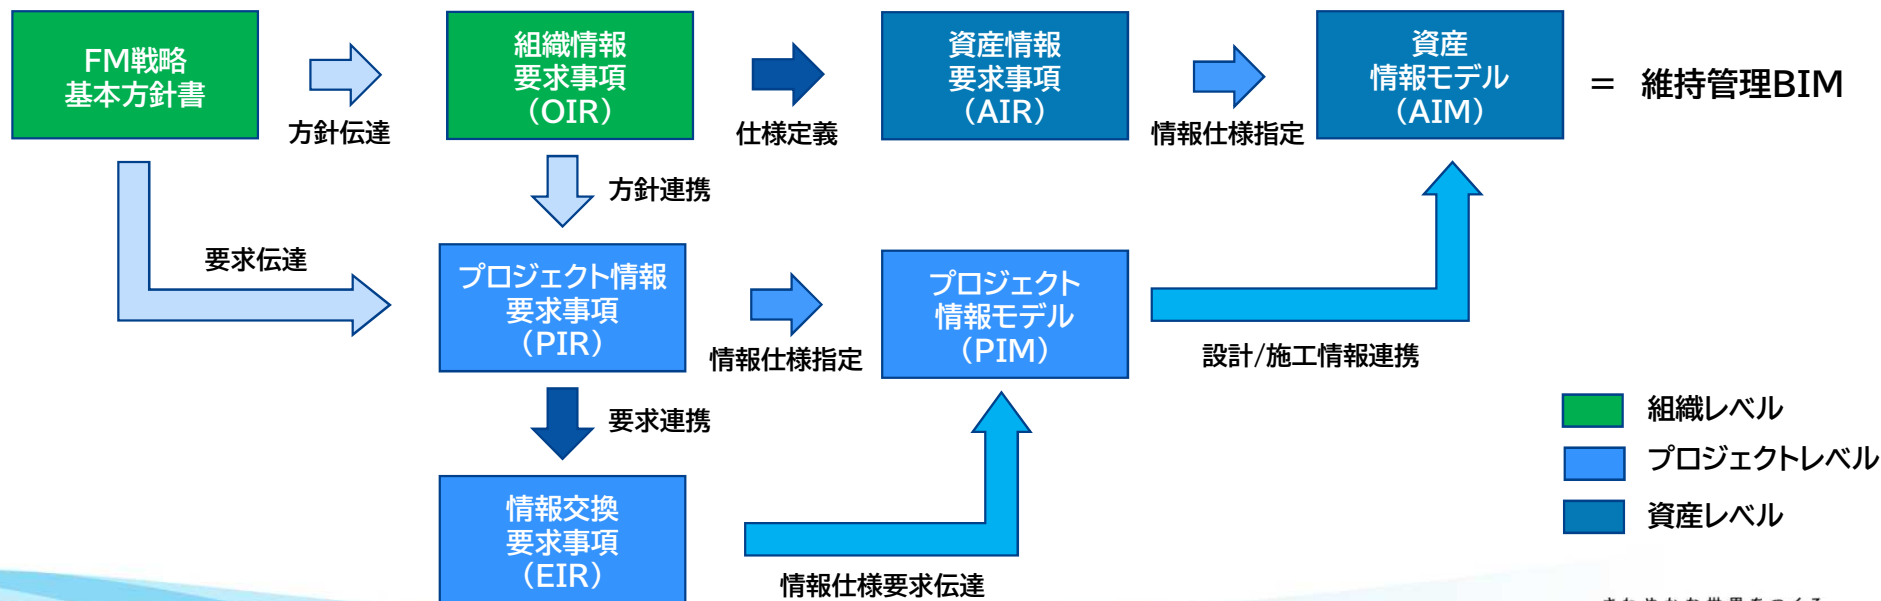 FM戦略
基本方針書
方針伝達
組織情報
要求事項
（OIR）
仕様定義
資産情報
要求事項
（AIR）
情報仕様指定
資産
情報モデル
（AIM）
＝ 維持管理BIM
方針連携
要求伝達
プロジェクト情報
要求事項
（PIR）
情報仕様指定
プロジェクト
情報モデル
（PIM）
設計/施工情報連携
要求連携
情報交換
要求事項
（EIR）
情報仕様要求伝達
組織レベル
プロジェクトレベル
資産レベル